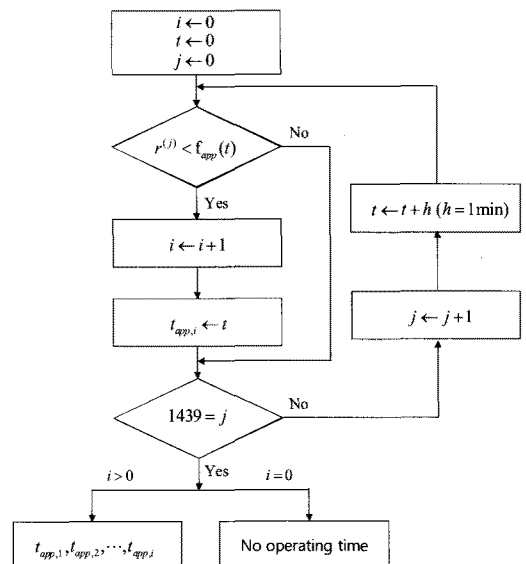 i ← 0
t ← 0
j ← 0
r^(j) < f_app(t)
No
Yes
i ← i + 1
t ← t + h (h = 1min)
t_app,i ← t
j ← j + 1
1439 = j
No
Yes
i > 0
i = 0
t_app,1, t_app,2, ⋯, t_app,i
No operating time